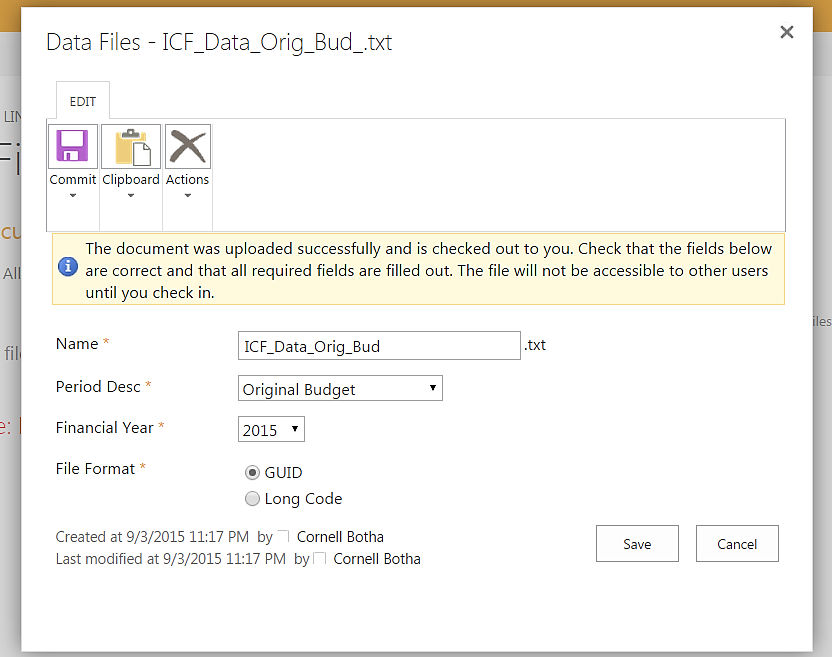 Data Files - ICF_Data_Orig_Bud_.txt
EDIT
Commit Clipboard Actions
The document was uploaded successfully and is checked out to you. Check that the fields below
are correct and that all required fields are filled out. The file will not be accessible to other users
until you check in.
Name * ICF_Data_Orig_Bud .txt
Period Desc * Original Budget
Financial Year * 2015
File Format * GUID
Long Code
Created at 9/3/2015 11:17 PM by Cornell Botha
Last modified at 9/3/2015 11:17 PM by Cornell Botha
Save Cancel
All